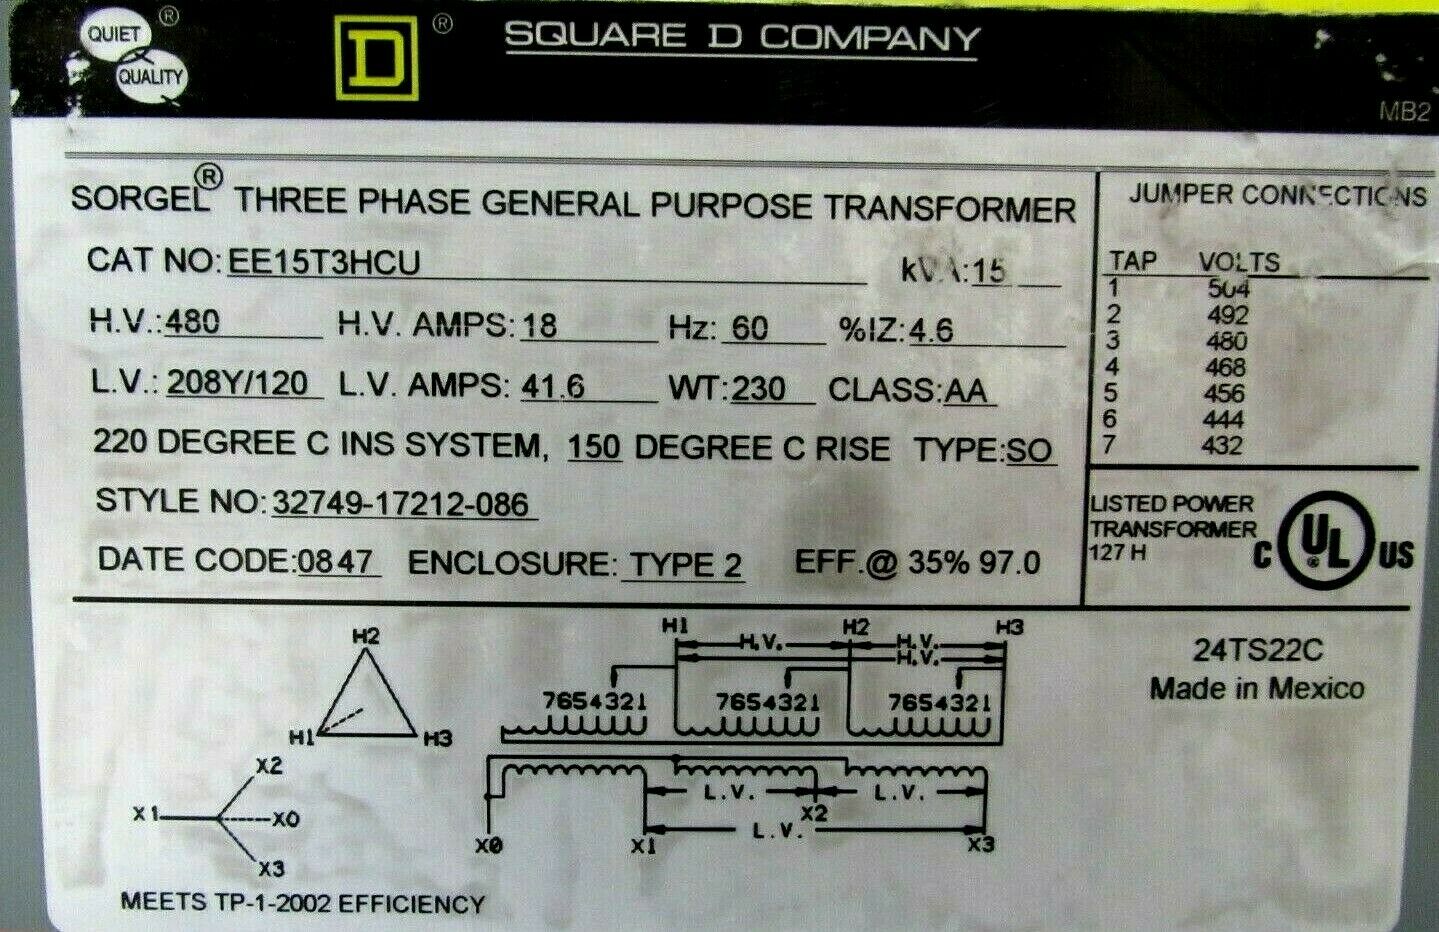 QUIET ®
QUALITY
D ®
SQUARE D COMPANY
MB2
SORGEL® THREE PHASE GENERAL PURPOSE TRANSFORMER
CAT NO: EE15T3HCU kVA: 15
H.V.: 480 H.V. AMPS: 18 Hz: 60 %IZ: 4.6
L.V.: 208Y/120 L.V. AMPS: 41.6 WT: 230 CLASS: AA
220 DEGREE C INS SYSTEM, 150 DEGREE C RISE TYPE: SO
STYLE NO: 32749-17212-086
DATE CODE: 0847 ENCLOSURE: TYPE 2 EFF.@ 35% 97.0
JUMPER CONNECTIONS
TAP VOLTS
1 504
2 492
3 480
4 468
5 456
6 444
7 432
LISTED POWER
TRANSFORMER
127 H
C UL ® US
H2
H1 H3
X2
X1 X0
X3
H1 H2 H3
H.V. H.V.
H.V.
7654321 7654321 7654321
L.V. L.V.
X2
L.V.
X0 X1 X3
24TS22C
Made in Mexico
MEETS TP-1-2002 EFFICIENCY